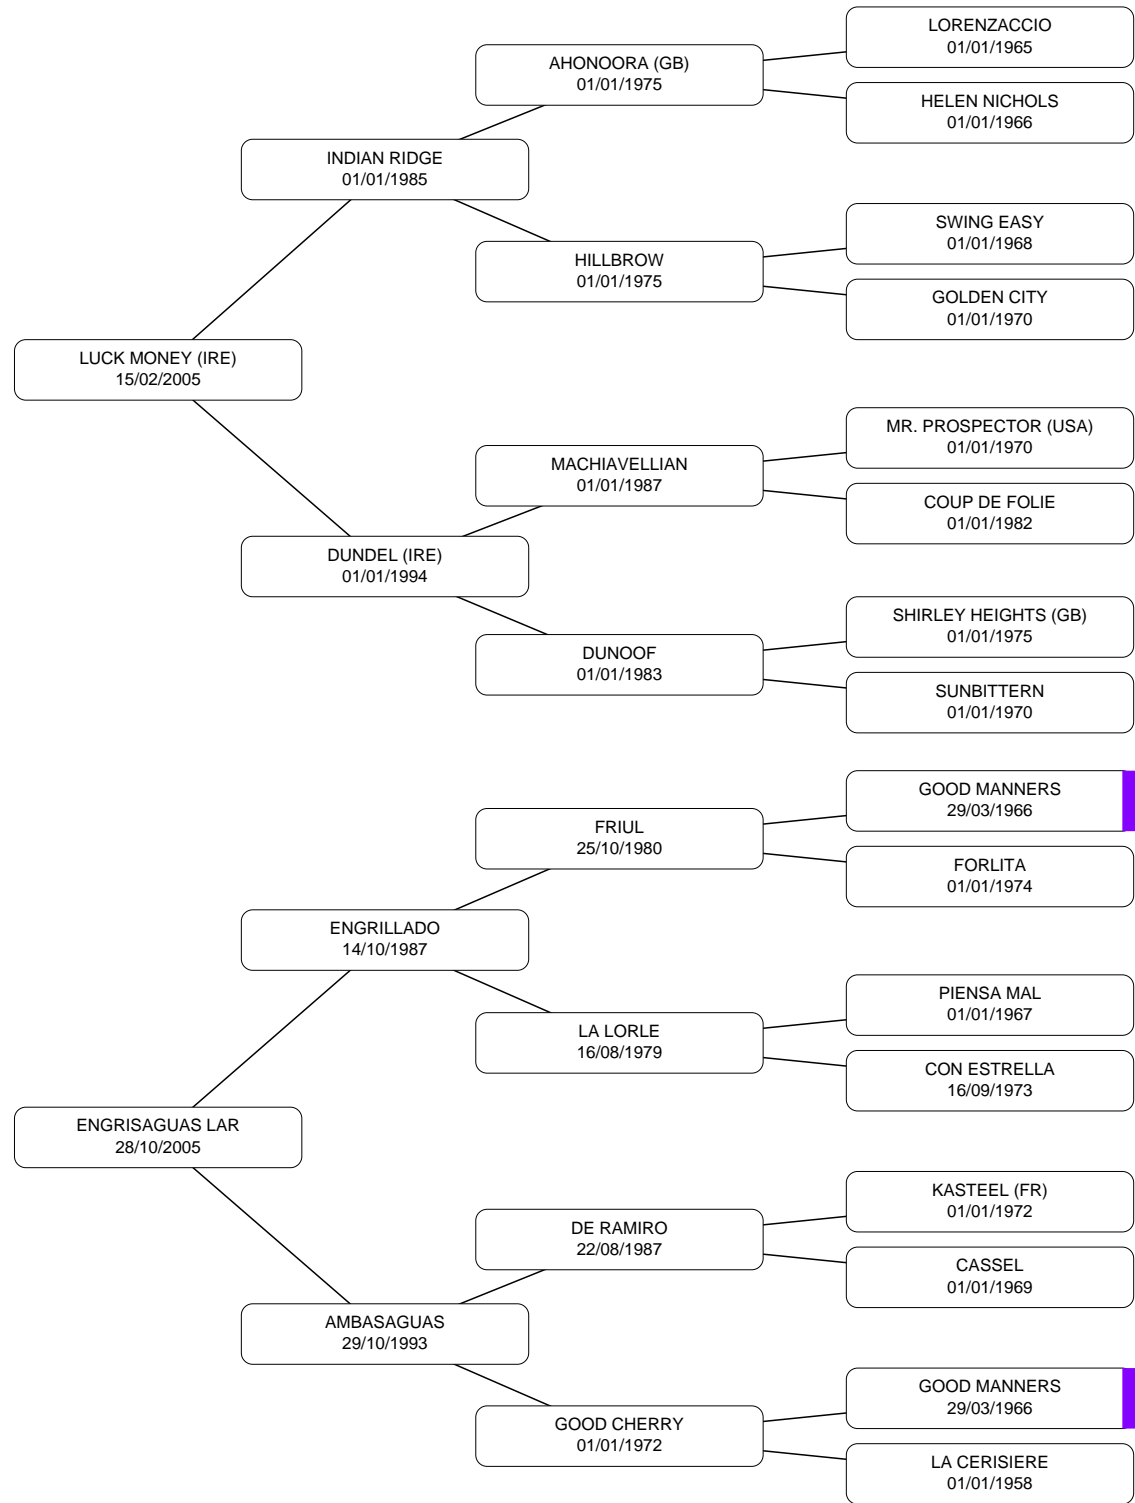 LORENZACCIO
01/01/1965
AHONOORA (GB)
01/01/1975
HELEN NICHOLS
01/01/1966
INDIAN RIDGE
01/01/1985
SWING EASY
01/01/1968
HILLBROW
01/01/1975
GOLDEN CITY
01/01/1970
LUCK MONEY (IRE)
15/02/2005
MR. PROSPECTOR (USA)
01/01/1970
MACHIAVELLIAN
01/01/1987
COUP DE FOLIE
01/01/1982
DUNDEL (IRE)
01/01/1994
SHIRLEY HEIGHTS (GB)
01/01/1975
DUNOOF
01/01/1983
SUNBITTERN
01/01/1970
GOOD MANNERS
29/03/1966
FRIUL
25/10/1980
FORLITA
01/01/1974
ENGRILLADO
14/10/1987
PIENSA MAL
01/01/1967
LA LORLE
16/08/1979
CON ESTRELLA
16/09/1973
ENGRISAGUAS LAR
28/10/2005
KASTEEL (FR)
01/01/1972
DE RAMIRO
22/08/1987
CASSEL
01/01/1969
AMBASAGUAS
29/10/1993
GOOD MANNERS
29/03/1966
GOOD CHERRY
01/01/1972
LA CERISIERE
01/01/1958